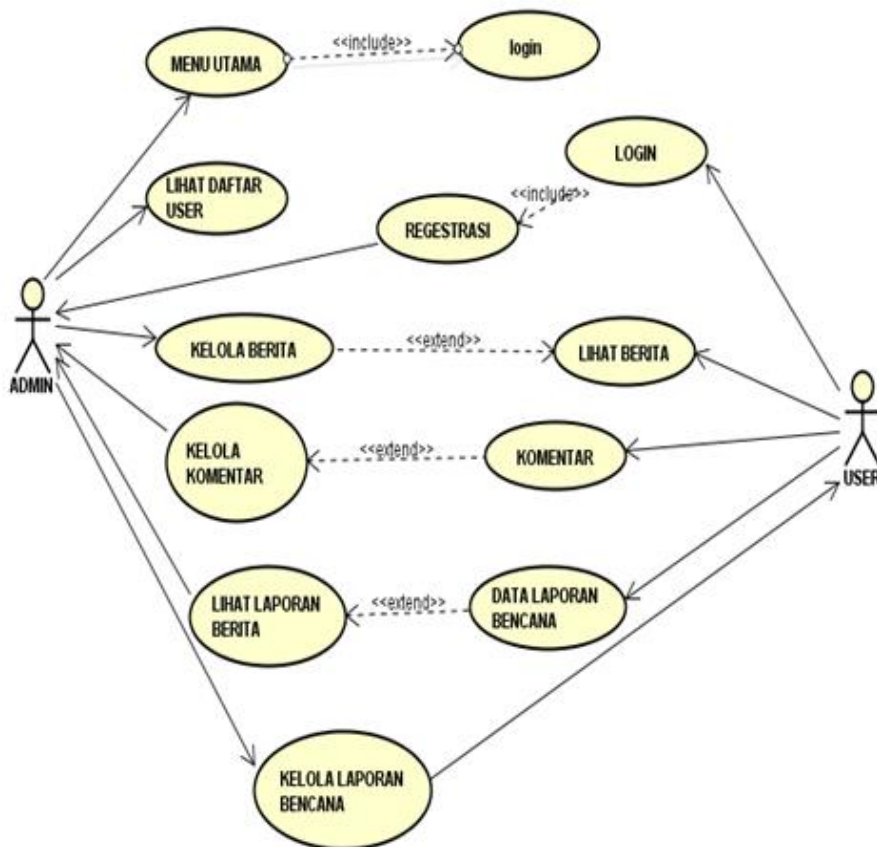 MENU UTAMA
<<include>>
login
LOGIN
LIHAT DAFTAR
USER
<<include>>
REGESTRASI
ADMIN
KELOLA BERITA
<<extend>>
LIHAT BERITA
KELOLA
KOMENTAR
<<extend>>
KOMENTAR
USER
LIHAT LAPORAN
BERITA
<<extend>>
DATA LAPORAN
BENCANA
KELOLA LAPORAN
BENCANA